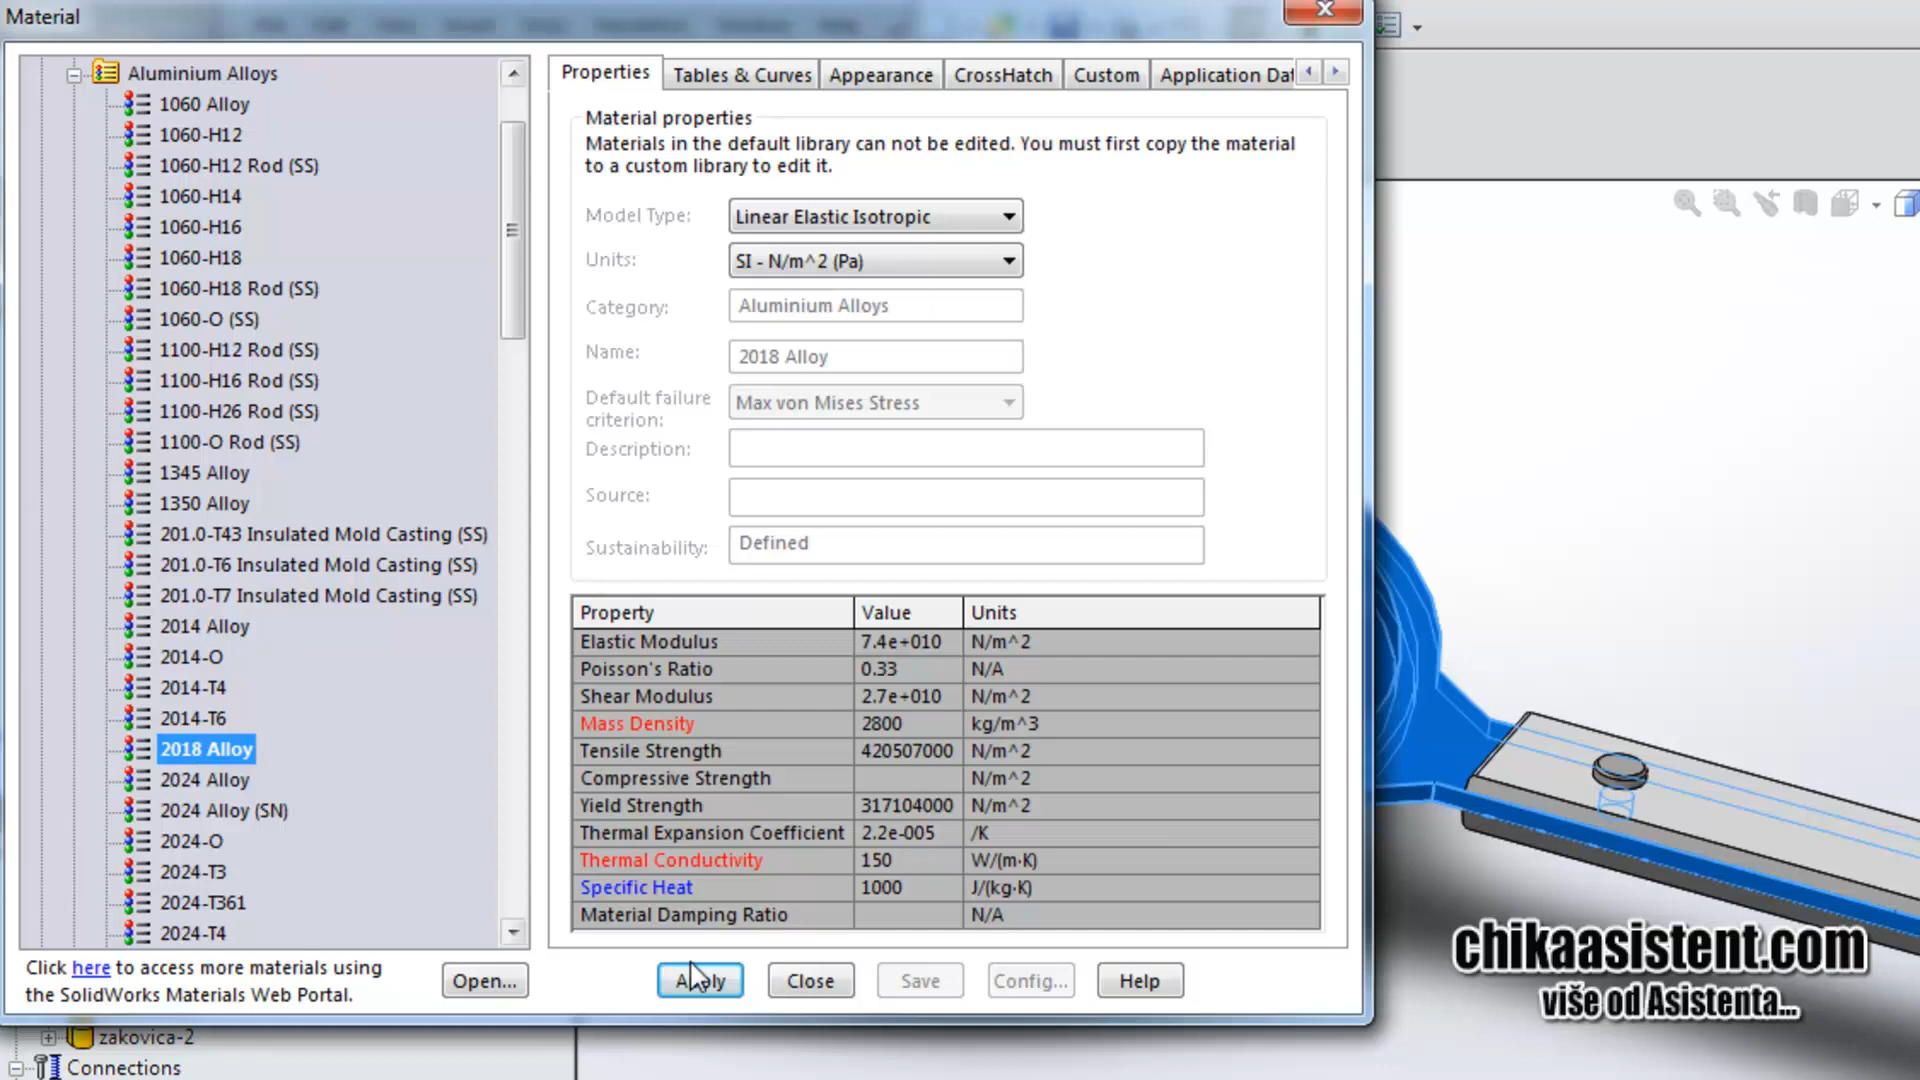 Material
Aluminium Alloys
1060 Alloy
1060-H12
1060-H12 Rod (SS)
1060-H14
1060-H16
1060-H18
1060-H18 Rod (SS)
1060-O (SS)
1100-H12 Rod (SS)
1100-H16 Rod (SS)
1100-H26 Rod (SS)
1100-O Rod (SS)
1345 Alloy
1350 Alloy
201.0-T43 Insulated Mold Casting (SS)
201.0-T6 Insulated Mold Casting (SS)
201.0-T7 Insulated Mold Casting (SS)
2014 Alloy
2014-O
2014-T4
2014-T6
2018 Alloy
2024 Alloy
2024 Alloy (SN)
2024-O
2024-T3
2024-T361
2024-T4
Click here to access more materials using
the SolidWorks Materials Web Portal.
Open...
Properties Tables & Curves Appearance CrossHatch Custom Application Dat
Material properties
Materials in the default library can not be edited. You must first copy the material
to a custom library to edit it.
Model Type: Linear Elastic Isotropic
Units: SI - N/m^2 (Pa)
Category: Aluminium Alloys
Name: 2018 Alloy
Default failure
criterion: Max von Mises Stress
Description:
Source:
Sustainability: Defined
Property Value Units
Elastic Modulus 7.4e+010 N/m^2
Poisson's Ratio 0.33 N/A
Shear Modulus 2.7e+010 N/m^2
Mass Density 2800 kg/m^3
Tensile Strength 420507000 N/m^2
Compressive Strength N/m^2
Yield Strength 317104000 N/m^2
Thermal Expansion Coefficient 2.2e-005 /K
Thermal Conductivity 150 W/(m·K)
Specific Heat 1000 J/(kg·K)
Material Damping Ratio N/A
Apply Close Save Config... Help
zakovica-2
Connections
chikaasistent.com
više od Asistenta...